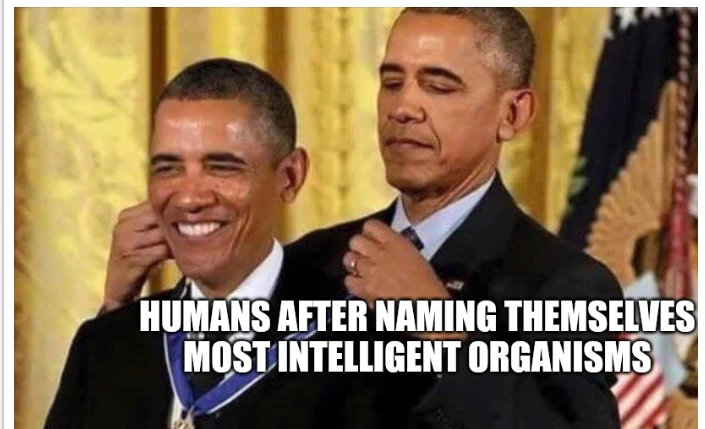 HUMANS AFTER NAMING THEMSELVES
MOST INTELLIGENT ORGANISMS